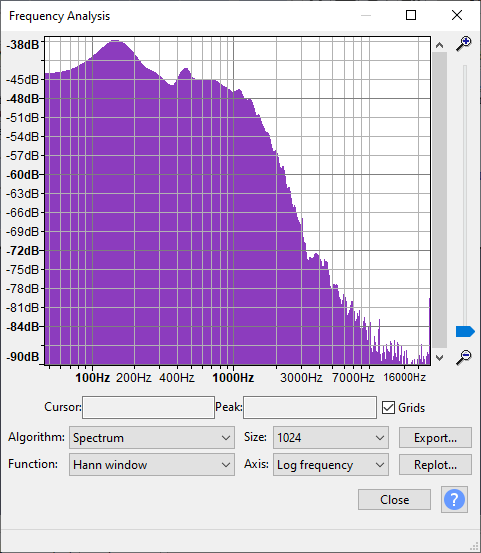 Frequency Analysis
-38dB
-45dB
-48dB
-51dB
-54dB
-57dB
-60dB
-63dB
-66dB
-69dB
-72dB
-75dB
-78dB
-81dB
-84dB
-90dB
100Hz 200Hz 400Hz 1000Hz 3000Hz 70000Hz 16000Hz
Cursor: Peak: Grids
Algorithm: Spectrum Size: 1024 Export...
Function: Hann window Axis: Log frequency Replot...
Close ?